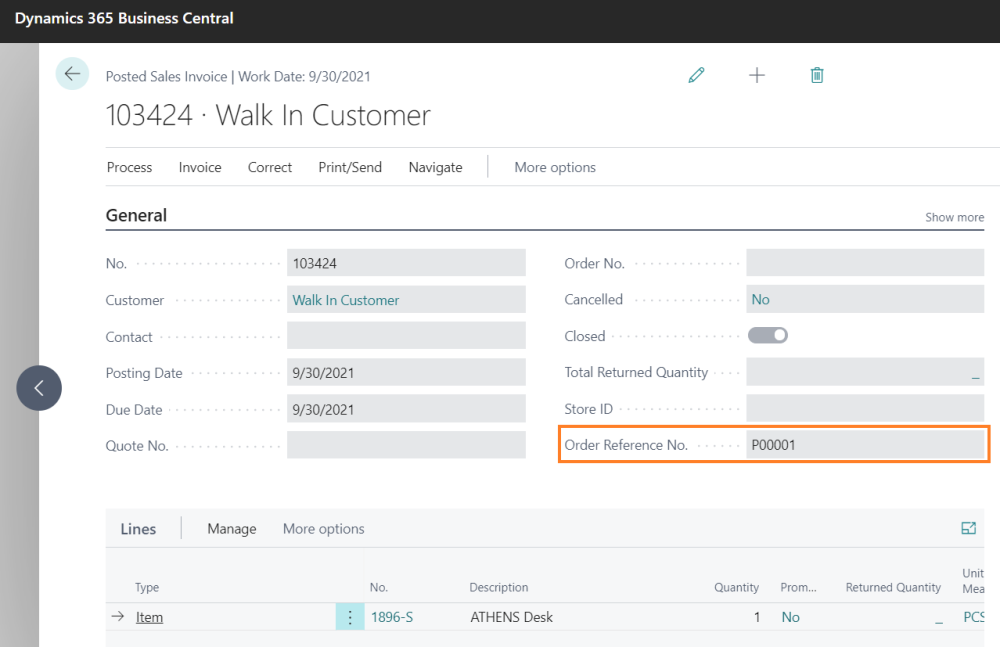 Dynamics 365 Business Central
Posted Sales Invoice | Work Date: 9/30/2021
103424 · Walk In Customer
Process Invoice Correct Print/Send Navigate More options
General Show more
No. 103424
Customer Walk In Customer
Contact
Posting Date 9/30/2021
Due Date 9/30/2021
Quote No.
Order No.
Cancelled No
Closed
Total Returned Quantity _
Store ID
Order Reference No. P00001
Lines Manage More options
Type No. Description Quantity Prom... Returned Quantity Unit
Mea
Item 1896-S ATHENS Desk 1 No _ PCS